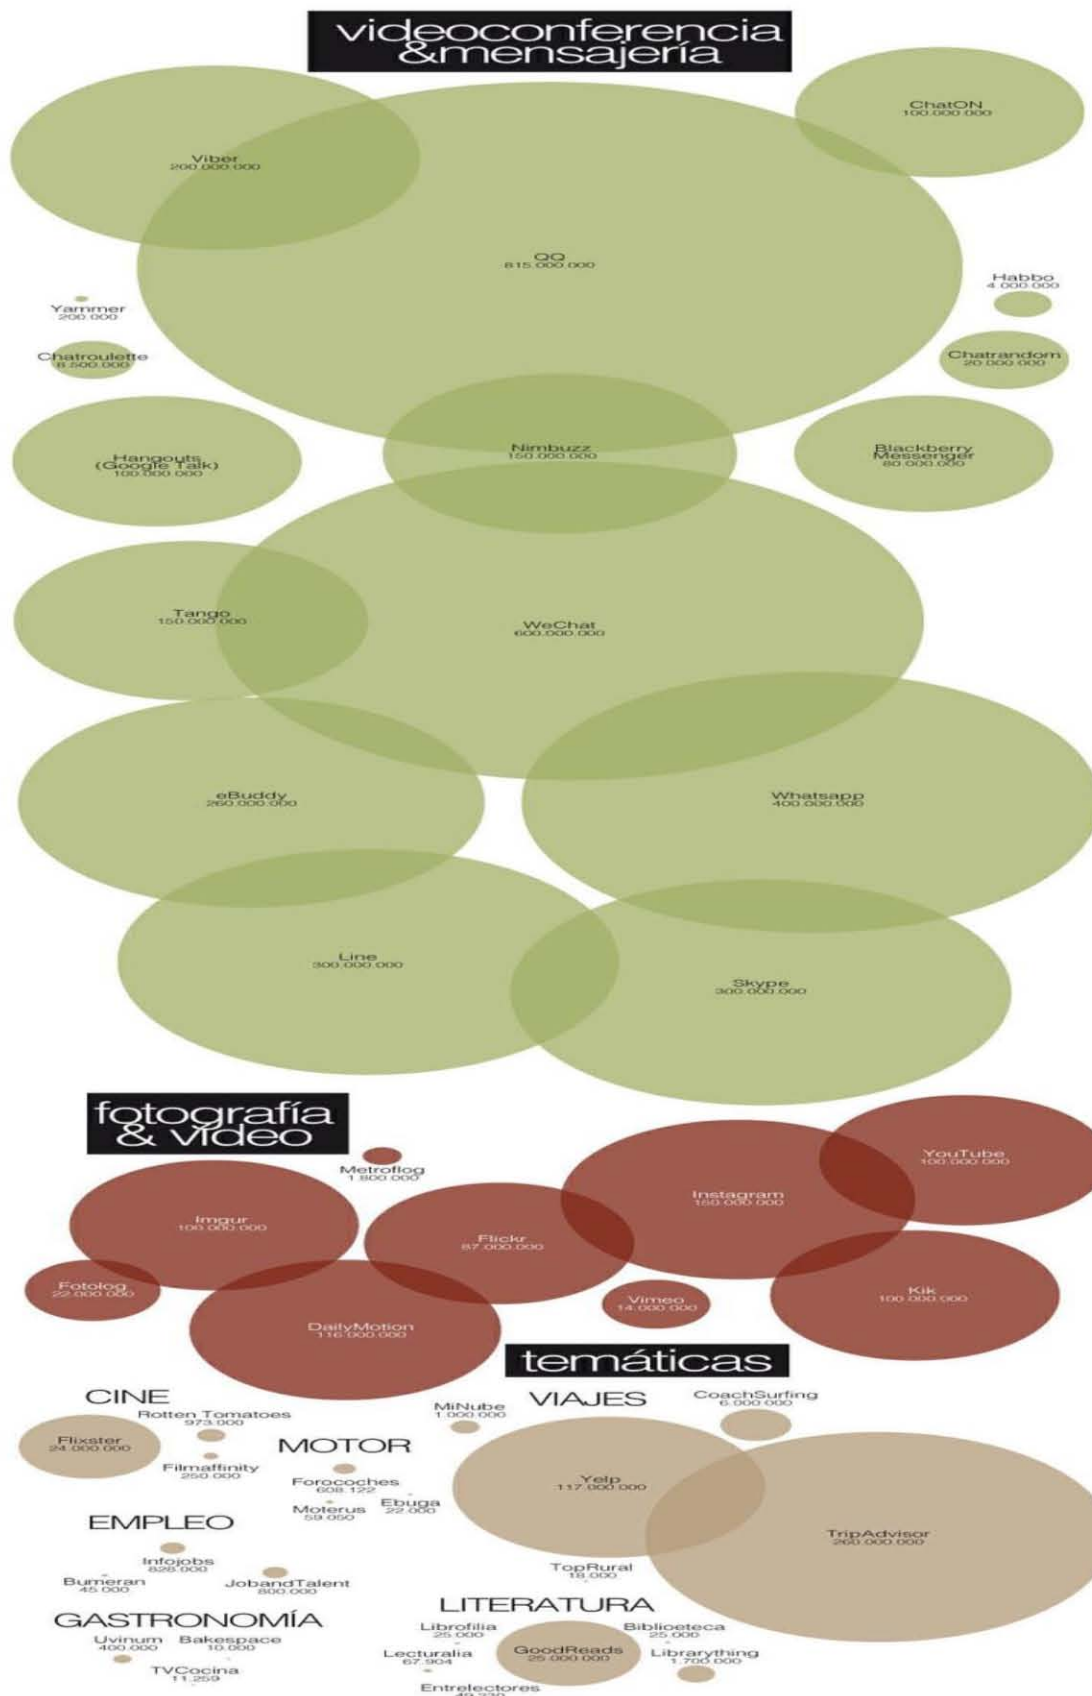 videoconferencia
&mensajería
Viber
200.000.000
ChatON
100.000.000
QQ
815.000.000
Yammer
200.000
Habbo
4.000.000
Chatroulette
8.500.000
Chatrandom
20.000.000
Hangouts
(Google Talk)
100.000.000
Nimbuzz
150.000.000
Blackberry
Messenger
80.000.000
Tango
150.000.000
WeChat
600.000.000
eBuddy
260.000.000
Whatsapp
400.000.000
Line
300.000.000
Skype
300.000.000
fotografía
& vídeo
Metroflog
1.800.000
YouTube
100.000.000
Imgur
100.000.000
Instagram
150.000.000
Flickr
87.000.000
Fotolog
22.000.000
Vimeo
14.000.000
Kik
100.000.000
DailyMotion
116.000.000
temáticas
CINE
Rotten Tomatoes
973.000
Flixster
24.000.000
Filmaffinity
250.000
MOTOR
Forocoches
608.122
Moterus
59.050
Ebuga
22.000
VIAJES
MiNube
1.000.000
CoachSurfing
6.000.000
Yelp
117.000.000
TripAdvisor
260.000.000
TopRural
18.000
EMPLEO
Infojobs
828.000
Bumeran
45.000
JobandTalent
800.000
GASTRONOMÍA
Uvinum
400.000
Bakespace
10.000
TVCocina
11.259
LITERATURA
Librofilia
25.000
Biblioeteca
25.000
Lecturalia
67.904
GoodReads
25.000.000
Librarything
1.700.000
Entrelectores